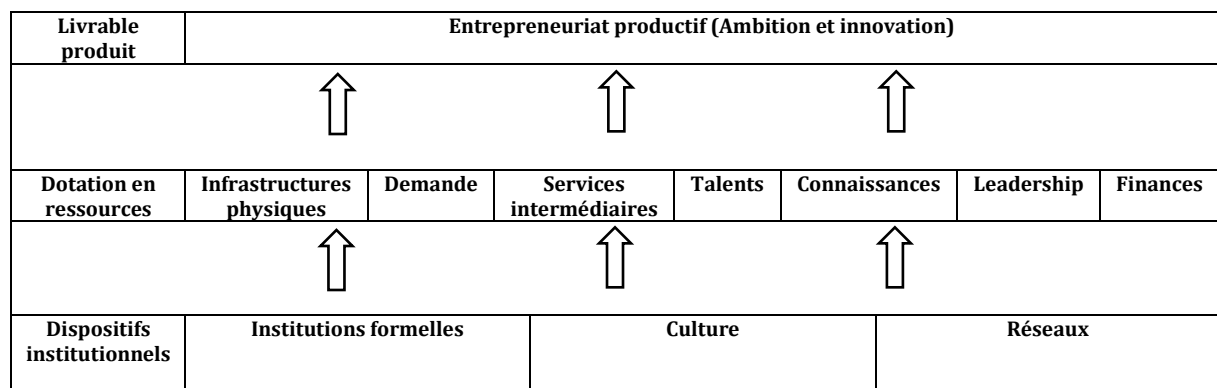 Livrable
produit
Entrepreneuriat productif (Ambition et innovation)
Dotation en
ressources
Infrastructures
physiques
Demande
Services
intermédiaires
Talents
Connaissances
Leadership
Finances
Dispositifs
institutionnels
Institutions formelles
Culture
Réseaux